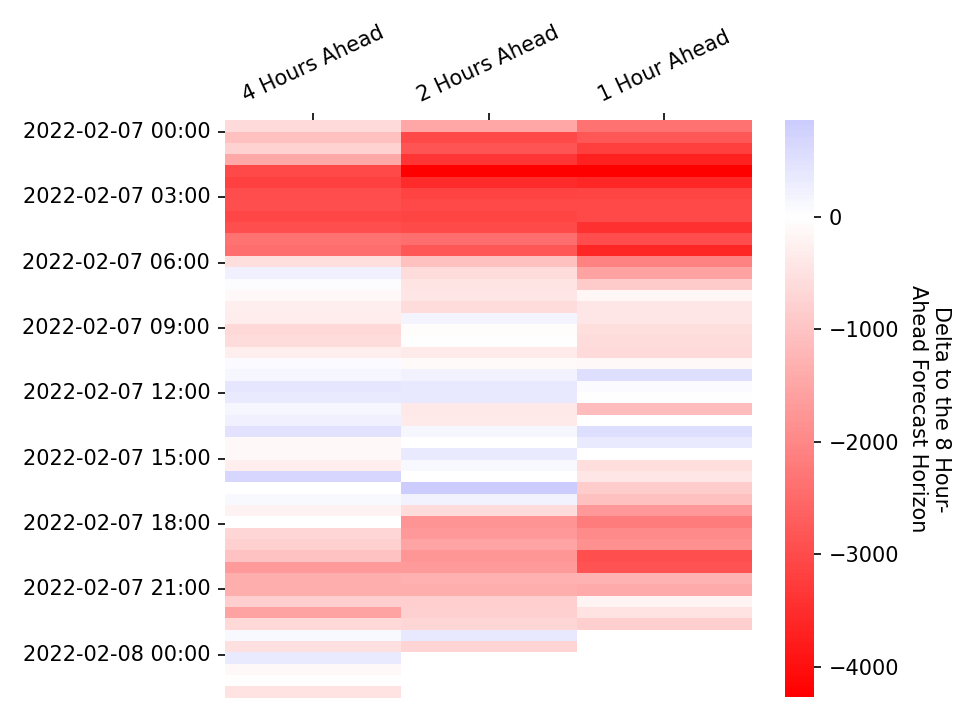 4 Hours Ahead
2 Hours Ahead
1 Hour Ahead
2022-02-07 00:00
2022-02-07 03:00
2022-02-07 06:00
2022-02-07 09:00
2022-02-07 12:00
2022-02-07 15:00
2022-02-07 18:00
2022-02-07 21:00
2022-02-08 00:00
0
−1000
−2000
−3000
−4000
Delta to the 8 Hour-
Ahead Forecast Horizon